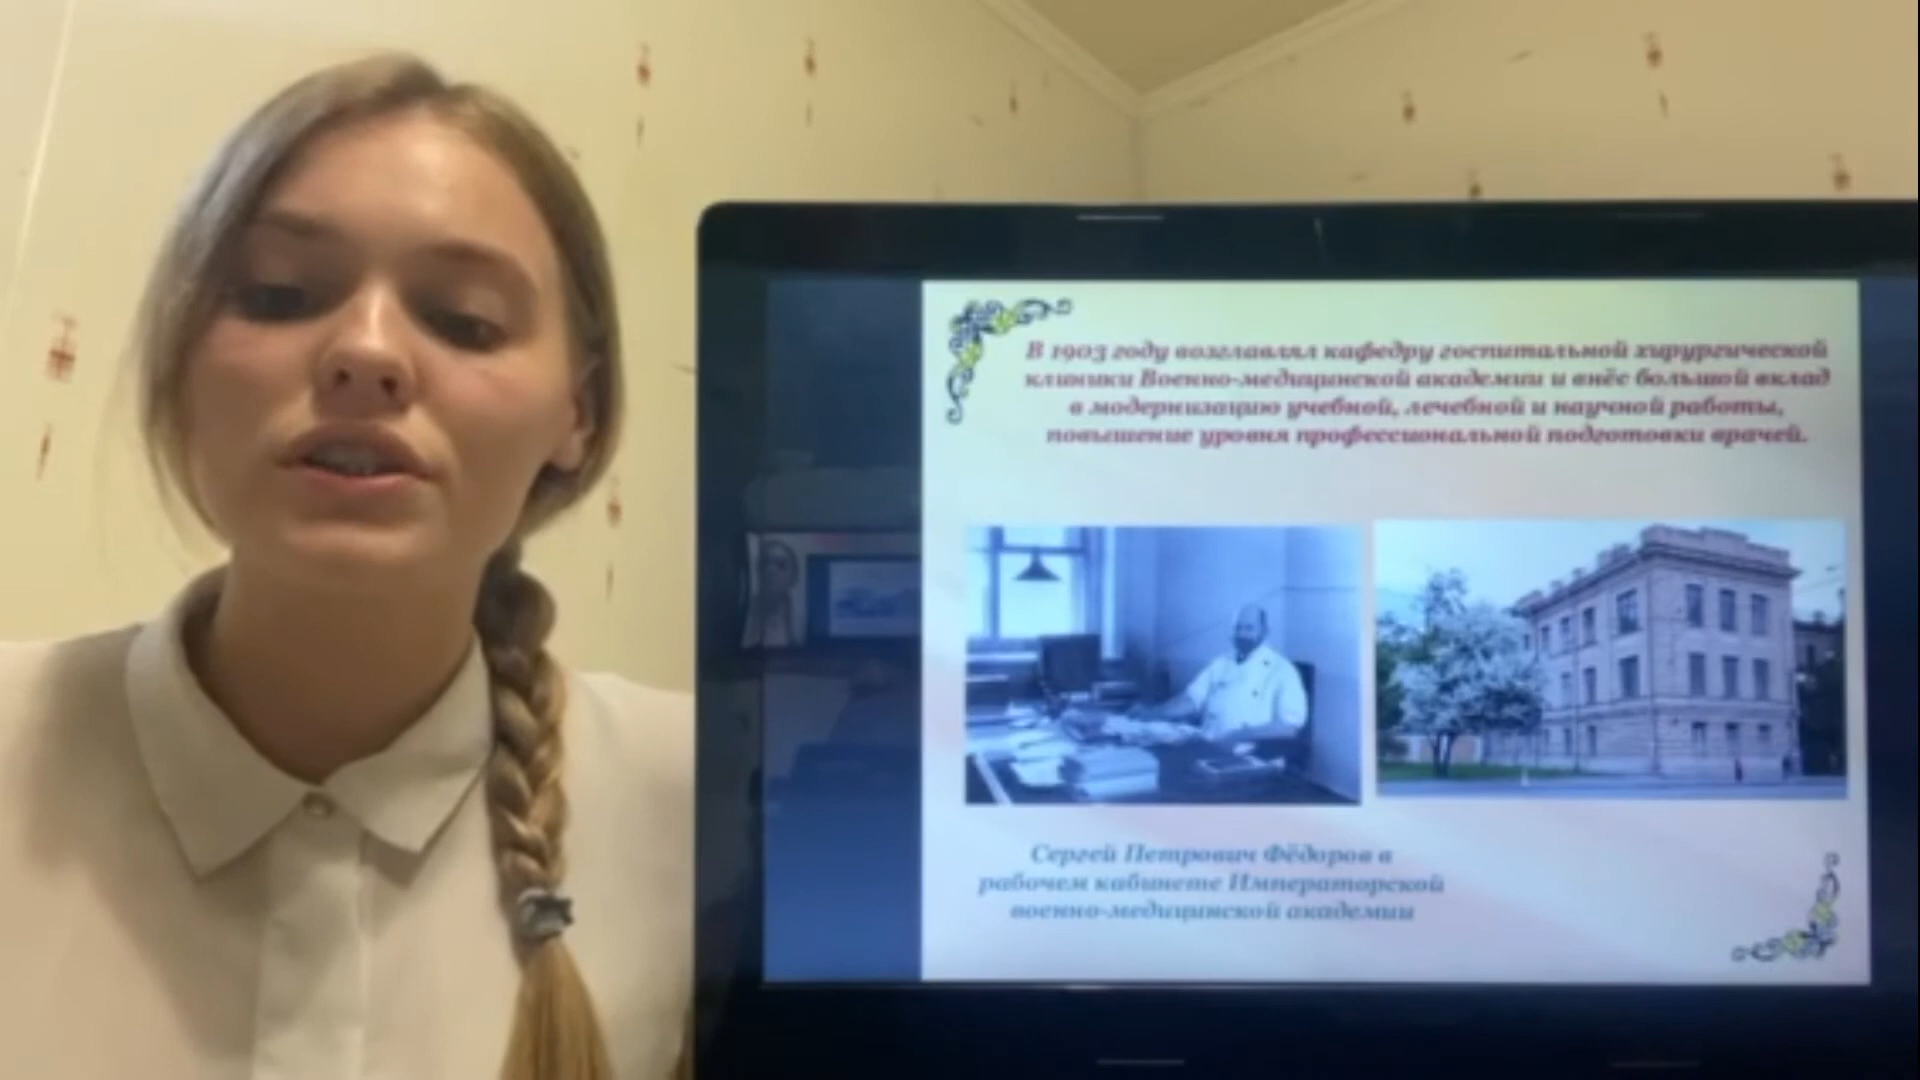 В 1903 году возглавлял кафедру госпитальной хирургической
клиники Военно-медицинской академии и внёс большой вклад
в модернизацию учебной, лечебной и научной работы,
повышение уровня профессиональной подготовки врачей.
Сергей Петрович Фёдоров в
рабочем кабинете Императорской
военно-медицинской академии